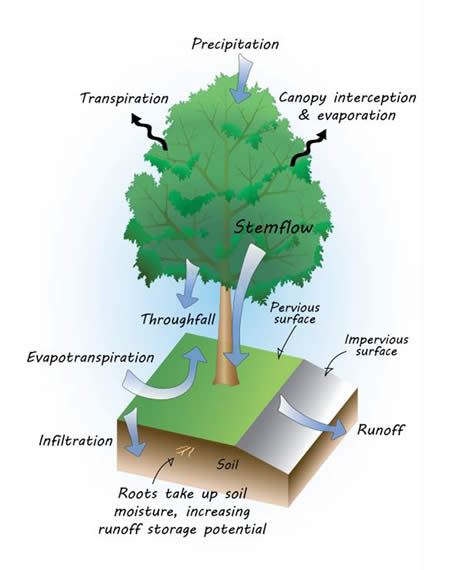 Precipitation
Transpiration
Canopy interception
& evaporation
Stemflow
Throughfall
Pervious
surface
Impervious
surface
Evapotranspiration
Infiltration
Runoff
Soil
Roots take up soil
moisture, increasing
runoff storage potential